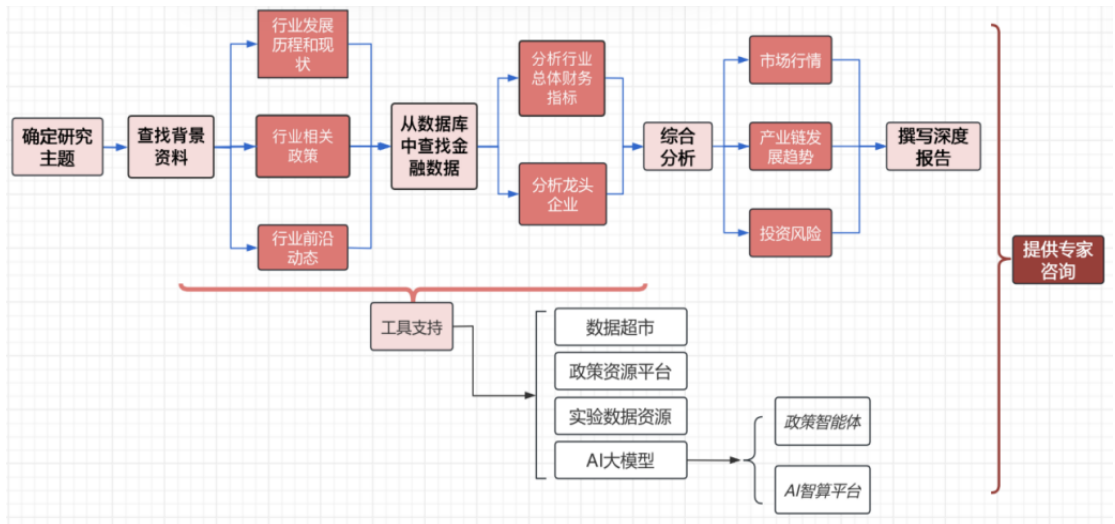 确定研究
主题
查找背景
资料
行业发展
历程和现
状
行业相关
政策
行业前沿
动态
从数据库
中查找金
融数据
分析行业
总体财务
指标
分析龙头
企业
综合
分析
市场行情
产业链发
展趋势
投资风险
撰写深度
报告
提供专家
咨询
工具支持
数据超市
政策资源平台
实验数据资源
AI大模型
政策智能体
AI智算平台